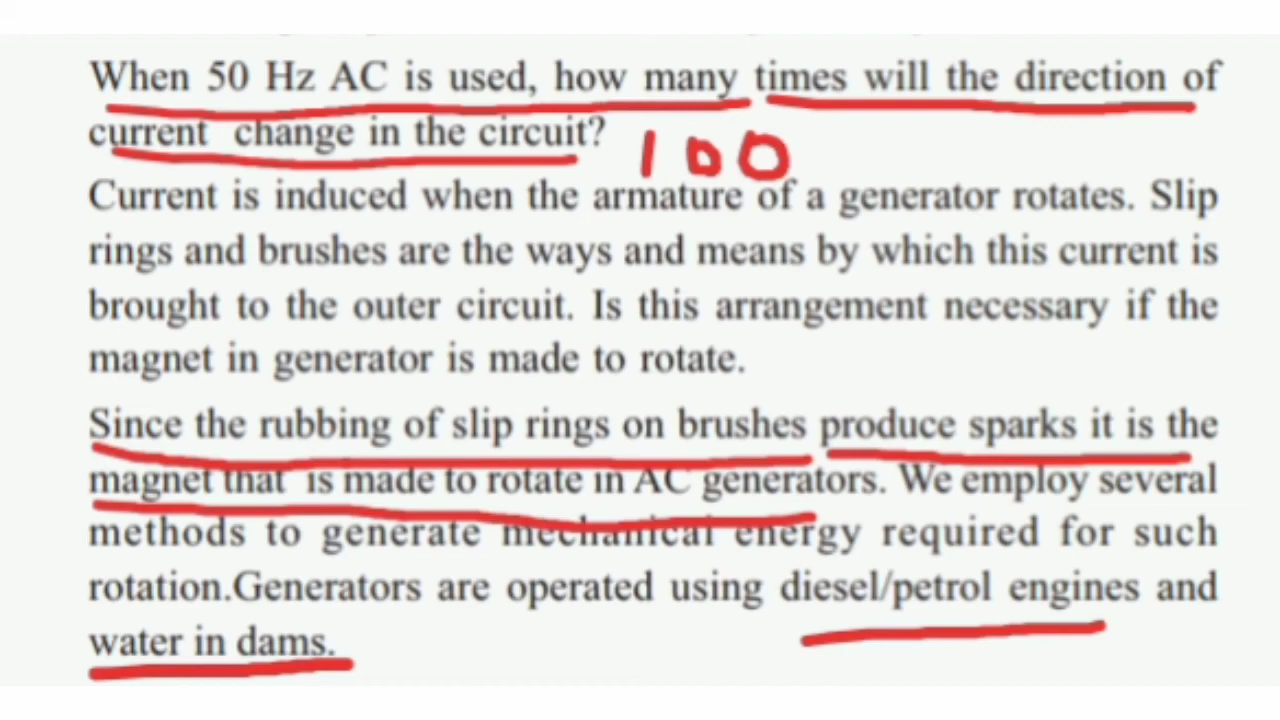 When 50 Hz AC is used, how many times will the direction of
current change in the circuit? 100
Current is induced when the armature of a generator rotates. Slip
rings and brushes are the ways and means by which this current is
brought to the outer circuit. Is this arrangement necessary if the
magnet in generator is made to rotate.
Since the rubbing of slip rings on brushes produce sparks it is the
magnet that is made to rotate in AC generators. We employ several
methods to generate mechanical energy required for such
rotation.Generators are operated using diesel/petrol engines and
water in dams.